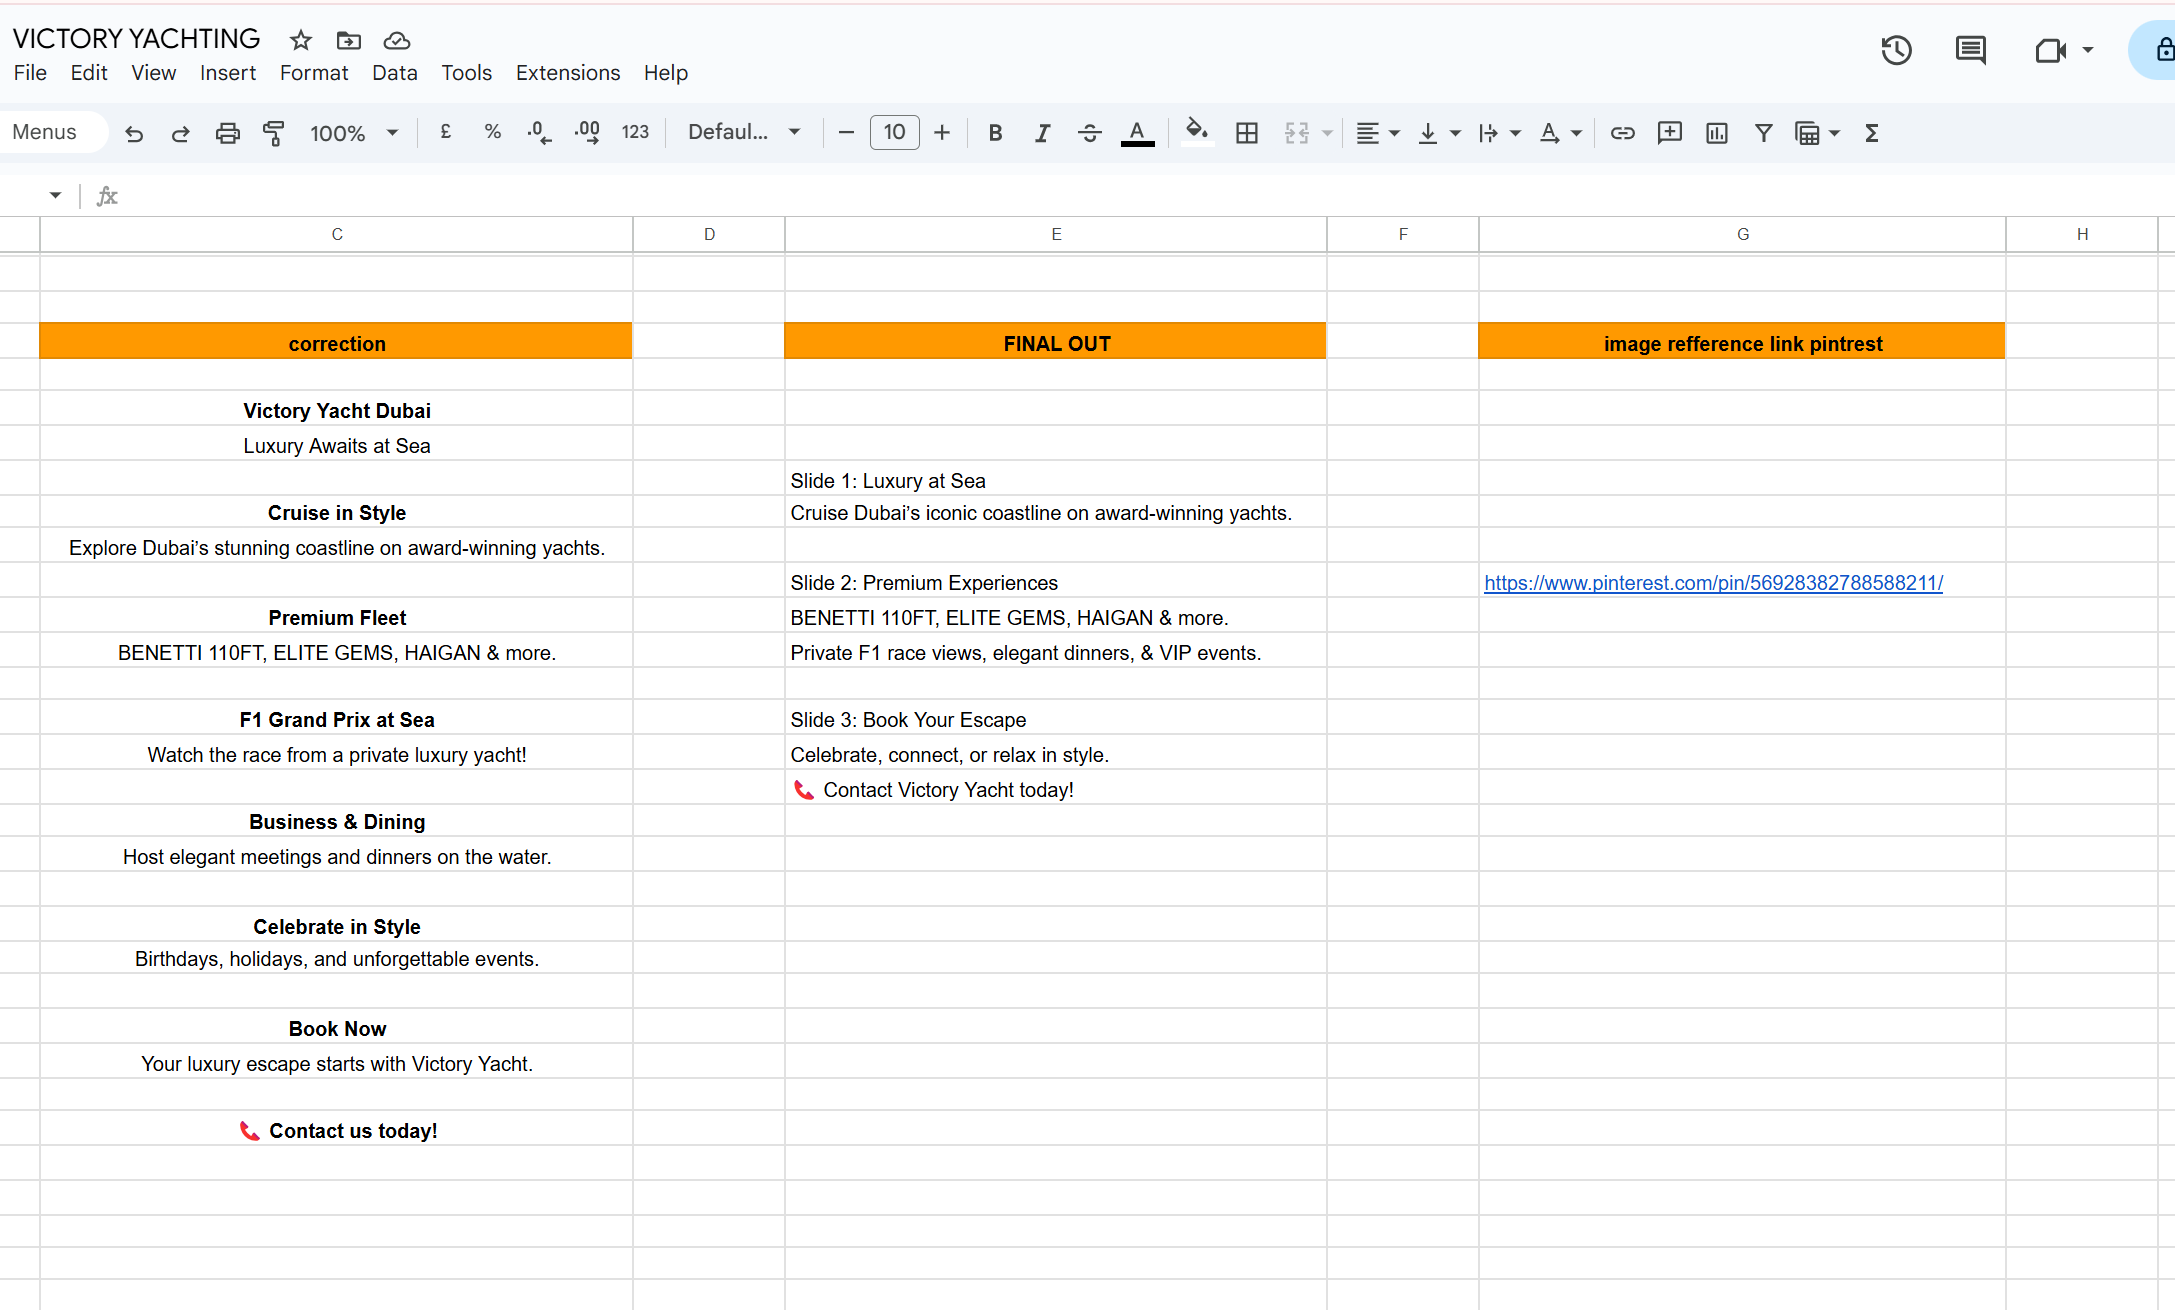 VICTORY YACHTING
File Edit View Insert Format Data Tools Extensions Help
Menus 100% £ % .0 .00 123 Defaul... 10 B I A A Σ
fx
C D E F G H
correction FINAL OUT image refference link pintrest
Victory Yacht Dubai
Luxury Awaits at Sea
Slide 1: Luxury at Sea
Cruise in Style Cruise Dubai’s iconic coastline on award-winning yachts.
Explore Dubai’s stunning coastline on award-winning yachts.
Slide 2: Premium Experiences https://www.pinterest.com/pin/56928382788588211/
Premium Fleet BENETTI 110FT, ELITE GEMS, HAIGAN & more.
BENETTI 110FT, ELITE GEMS, HAIGAN & more. Private F1 race views, elegant dinners, & VIP events.
F1 Grand Prix at Sea Slide 3: Book Your Escape
Watch the race from a private luxury yacht! Celebrate, connect, or relax in style.
📞 Contact Victory Yacht today!
Business & Dining
Host elegant meetings and dinners on the water.
Celebrate in Style
Birthdays, holidays, and unforgettable events.
Book Now
Your luxury escape starts with Victory Yacht.
📞 Contact us today!